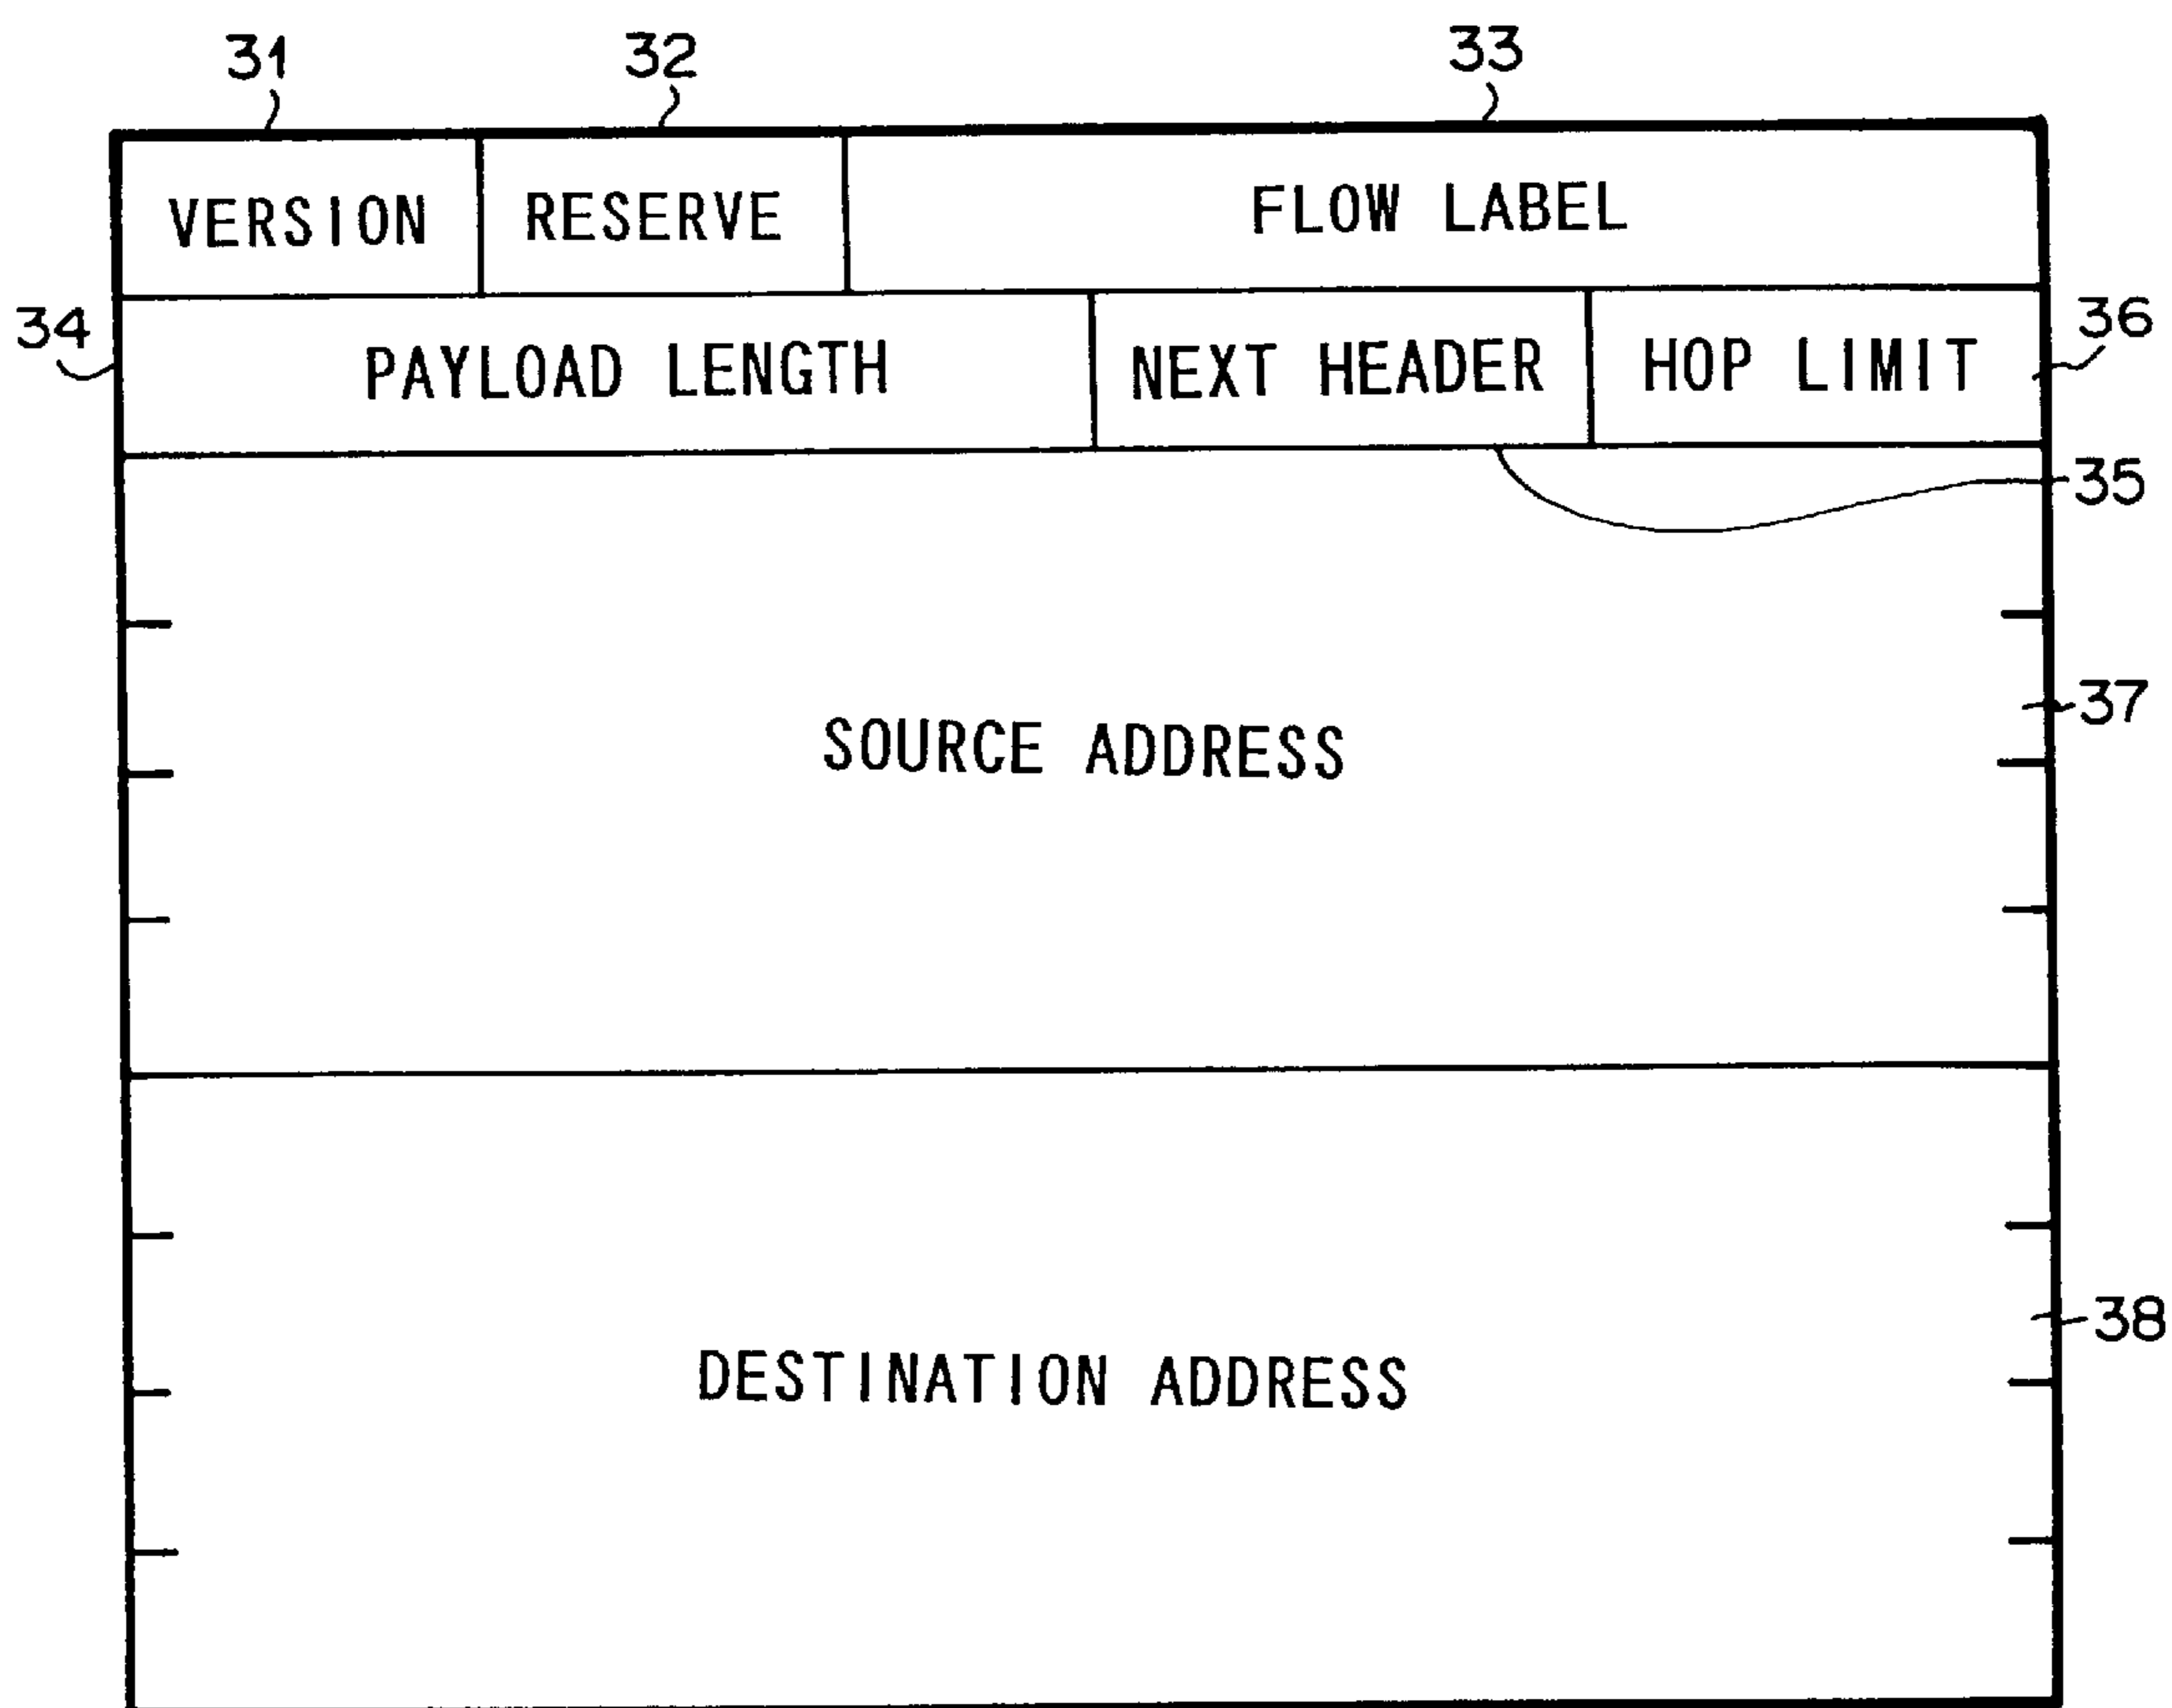 31 32 33
VERSION RESERVE FLOW LABEL
34 PAYLOAD LENGTH NEXT HEADER HOP LIMIT 36
35
SOURCE ADDRESS 37
DESTINATION ADDRESS 38